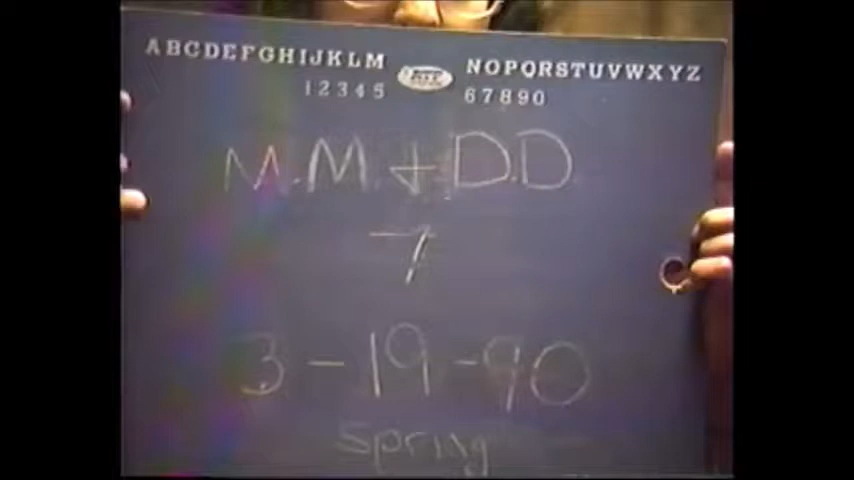 ABCDEFGHIJKLM NOPQRSTUVWXYZ
12345 67890
M.M + D.D
7
3-19-90
Spring